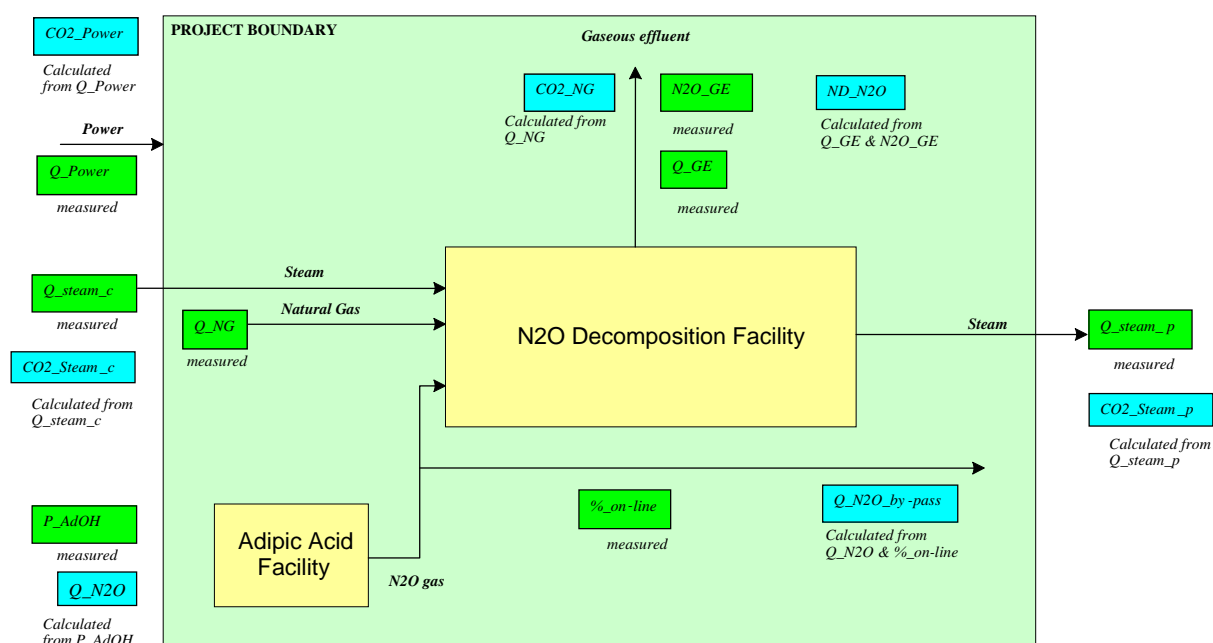 CO2_Power
Calculated
from Q_Power
Power
Q_Power
measured
PROJECT BOUNDARY
Gaseous effluent
CO2_NG
Calculated from
Q_NG
N2O_GE
measured
Q_GE
measured
ND_N2O
Calculated from
Q_GE & N2O_GE
Q_steam_c
measured
CO2_Steam_c
Calculated from
Q_steam_c
Steam
Natural Gas
Q_NG
measured
N2O Decomposition Facility
Steam
Q_steam_p
measured
CO2_Steam_p
Calculated from
Q_steam_p
P_AdOH
measured
Q_N2O
Calculated
from P_AdOH
Adipic Acid
Facility
N2O gas
%_on-line
measured
Q_N2O_by-pass
Calculated from
Q_N2O & %_on-line